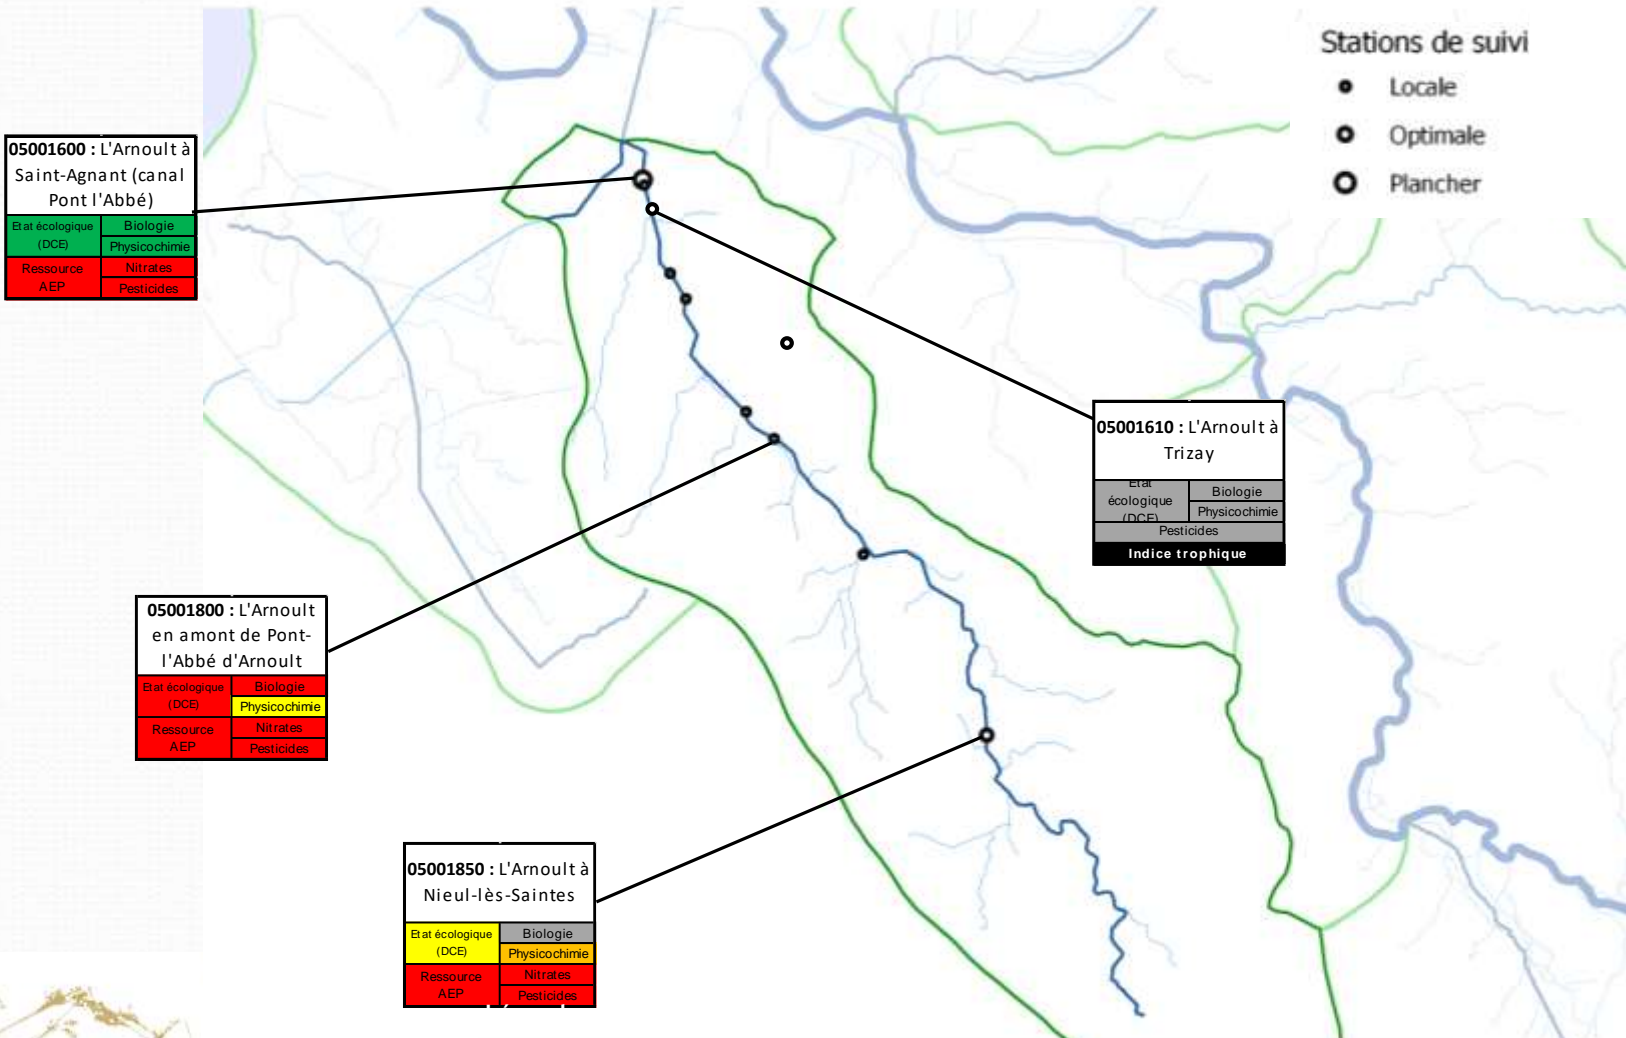 Stations de suivi
Locale
Optimale
Plancher
05001600 : L'Arnoult à
Saint-Agnant (canal
Pont l'Abbé)
Etat écologique
(DCE)
Biologie
Physicochimie
Ressource
AEP
Nitrates
Pesticides
05001610 : L'Arnoult à
Trizay
Etat
écologique
(DCE)
Biologie
Physicochimie
Pesticides
Indice trophique
05001800 : L'Arnoult
en amont de Pont-
l'Abbé d'Arnoult
Etat écologique
(DCE)
Biologie
Physicochimie
Ressource
AEP
Nitrates
Pesticides
05001850 : L'Arnoult à
Nieul-lès-Saintes
Etat écologique
(DCE)
Biologie
Physicochimie
Ressource
AEP
Nitrates
Pesticides